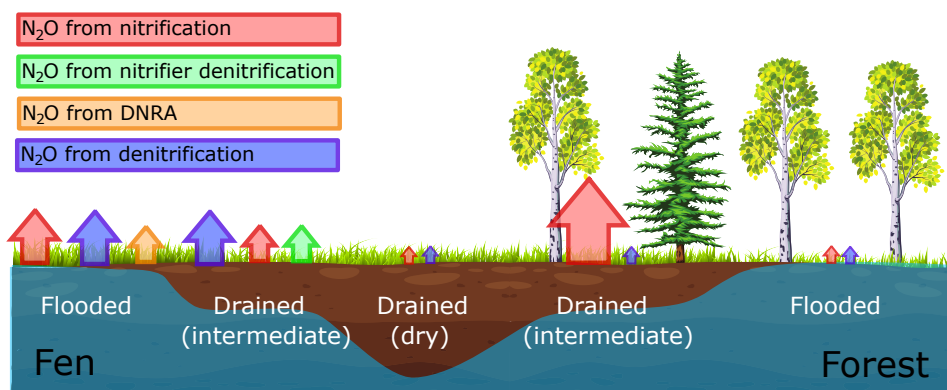 N₂O from nitrification
N₂O from nitrifier denitrification
N₂O from DNRA
N₂O from denitrification
Flooded
Drained
(intermediate)
Drained
(dry)
Drained
(intermediate)
Flooded
Fen
Forest